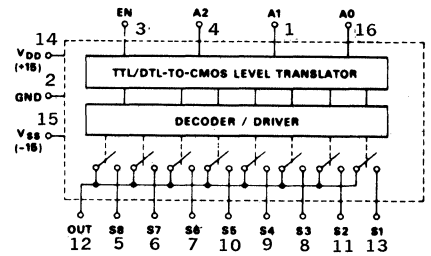 EN A2 A1 A0
3 4 1 16
14
VDD
(+15)
TTL/DTL-TO-CMOS LEVEL TRANSLATOR
2
GND
15
DECODER / DRIVER
VSS
(-15)
OUT S8 S7 S6 S5 S4 S3 S2 S1
12 5 6 7 10 9 8 11 13